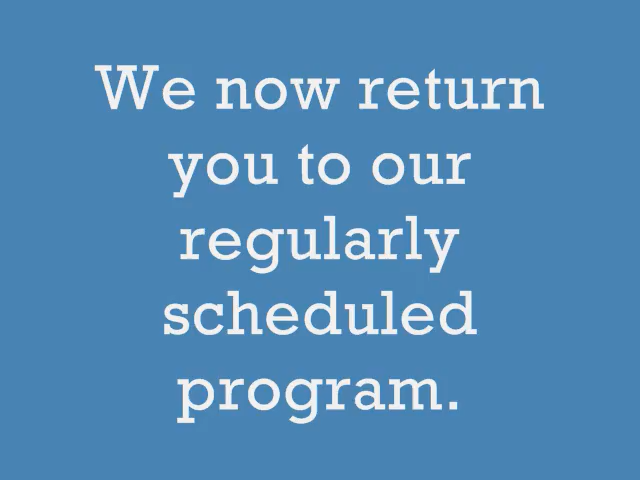 We now return
you to our
regularly
scheduled
program.